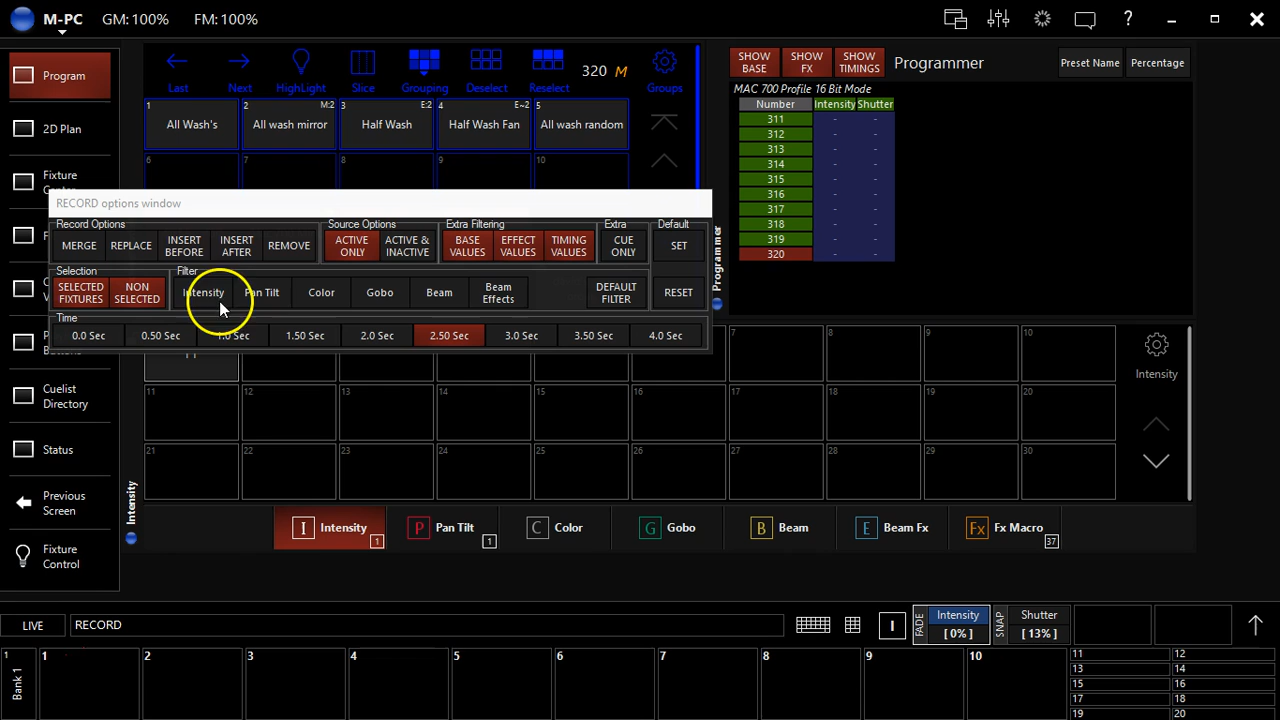 M-PC GM: 100% FM: 100% ?
Program
2D Plan
Fixture
Cuelist
Directory
Status
Previous
Screen
Fixture
Control
Last Next HighLight Slice Grouping Deselect Reselect 320 M Groups
1 All Wash's
2 M:2 All wash mirror
3 E:2 Half Wash
4 E~2 Half Wash Fan
5 All wash random
6 10
SHOW BASE SHOW FX SHOW TIMINGS Programmer Preset Name Percentage
MAC 700 Profile 16 Bit Mode
Number Intensity Shutter
311 - -
312 - -
313 - -
314 - -
315 - -
316 - -
317 - -
318 - -
319 - -
320 - -
Programmer
RECORD options window
Record Options Source Options Extra Filtering Extra Default
MERGE REPLACE INSERT BEFORE INSERT AFTER REMOVE ACTIVE ONLY ACTIVE & INACTIVE BASE VALUES EFFECT VALUES TIMING VALUES CUE ONLY SET
Selection Filter
SELECTED FIXTURES NON SELECTED Intensity Pan Tilt Color Gobo Beam Beam Effects DEFAULT FILTER RESET
Time
0.0 Sec 0.50 Sec 1.0 Sec 1.50 Sec 2.0 Sec 2.50 Sec 3.0 Sec 3.50 Sec 4.0 Sec
7 8 9 10
11 12 13 14 15 16 17 18 19 20
21 22 23 24 25 26 27 28 29 30
Intensity
Intensity
I Intensity 1
P Pan Tilt 1
C Color
G Gobo
B Beam
E Beam Fx
Fx Fx Macro 37
LIVE RECORD I
FADE Intensity [ 0% ]
SNAP Shutter [ 13% ]
1 Bank 1
1 2 3 4 5 6 7 8 9 10
11 12
13 14
15 16
17 18
19 20